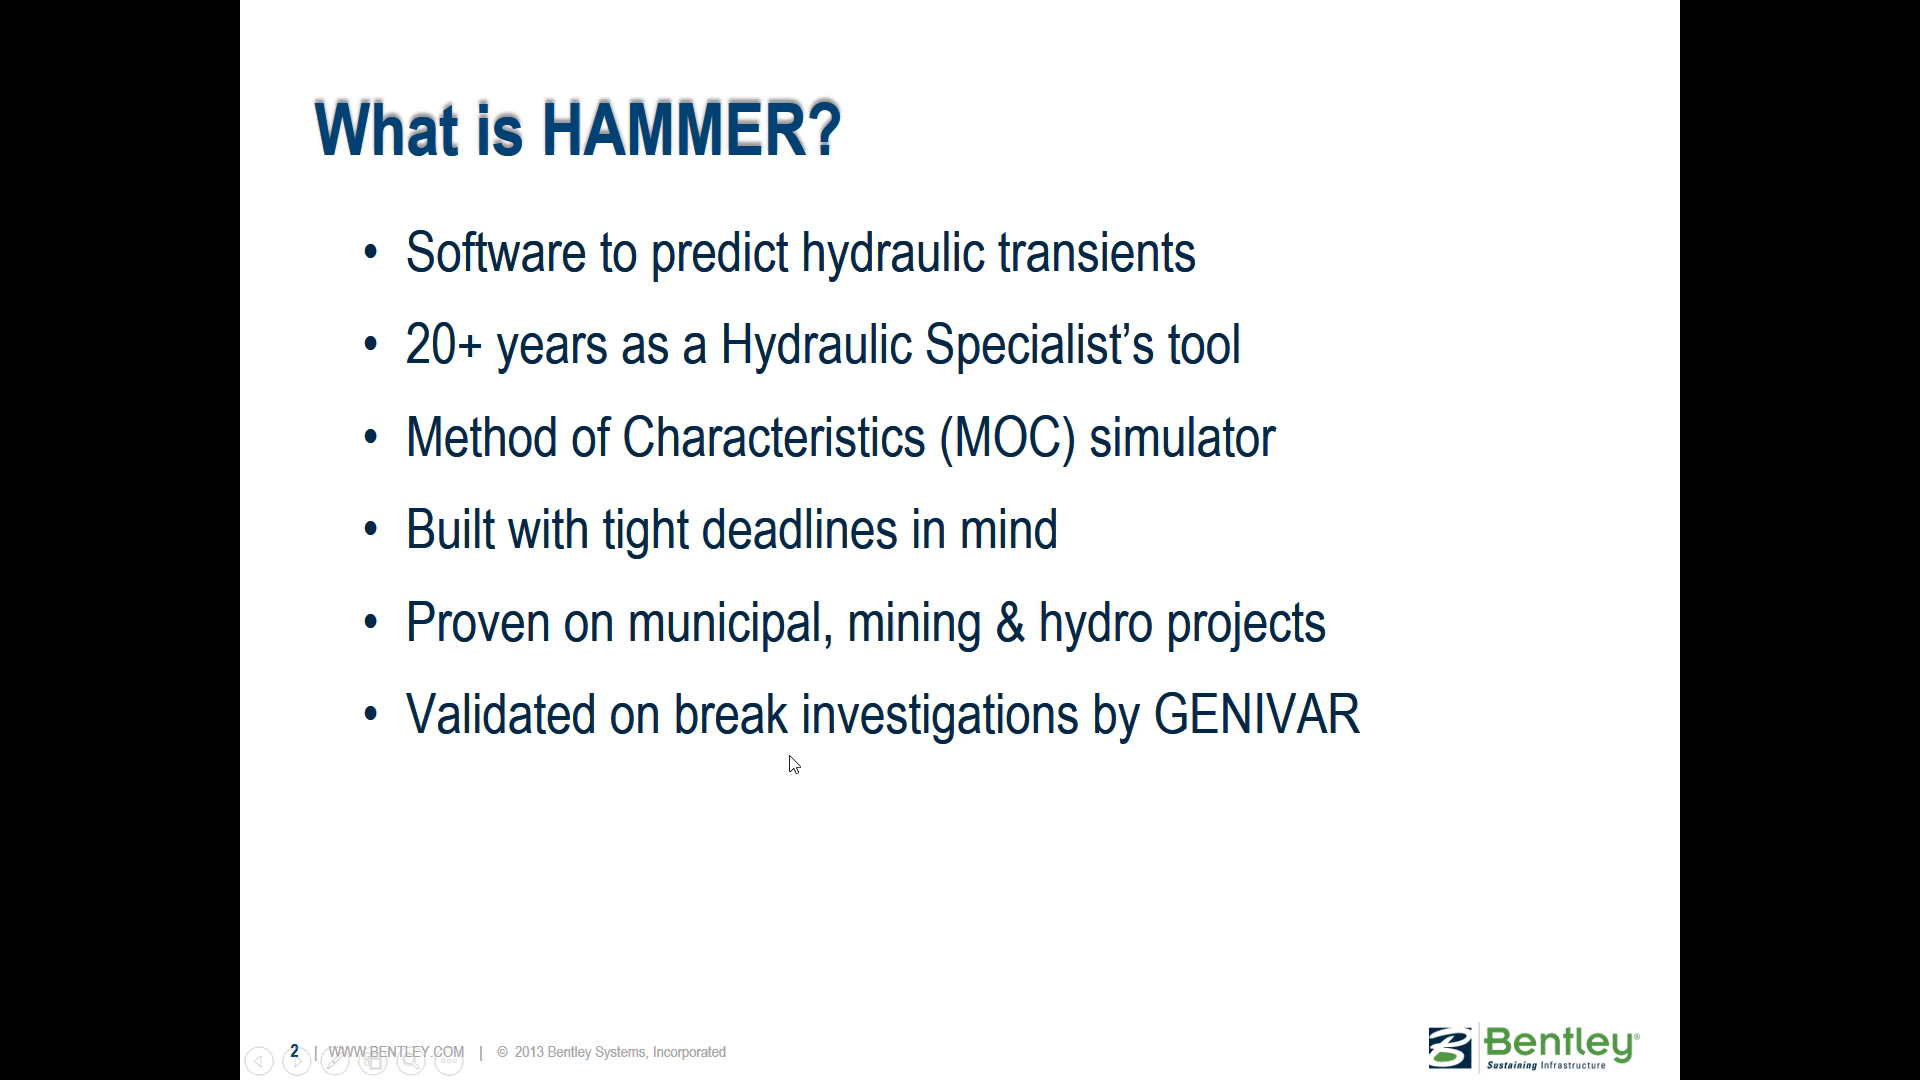 What is HAMMER?
• Software to predict hydraulic transients
• 20+ years as a Hydraulic Specialist’s tool
• Method of Characteristics (MOC) simulator
• Built with tight deadlines in mind
• Proven on municipal, mining & hydro projects
• Validated on break investigations by GENIVAR
2 | WWW.BENTLEY.COM | © 2013 Bentley Systems, Incorporated
Bentley®
Sustaining Infrastructure